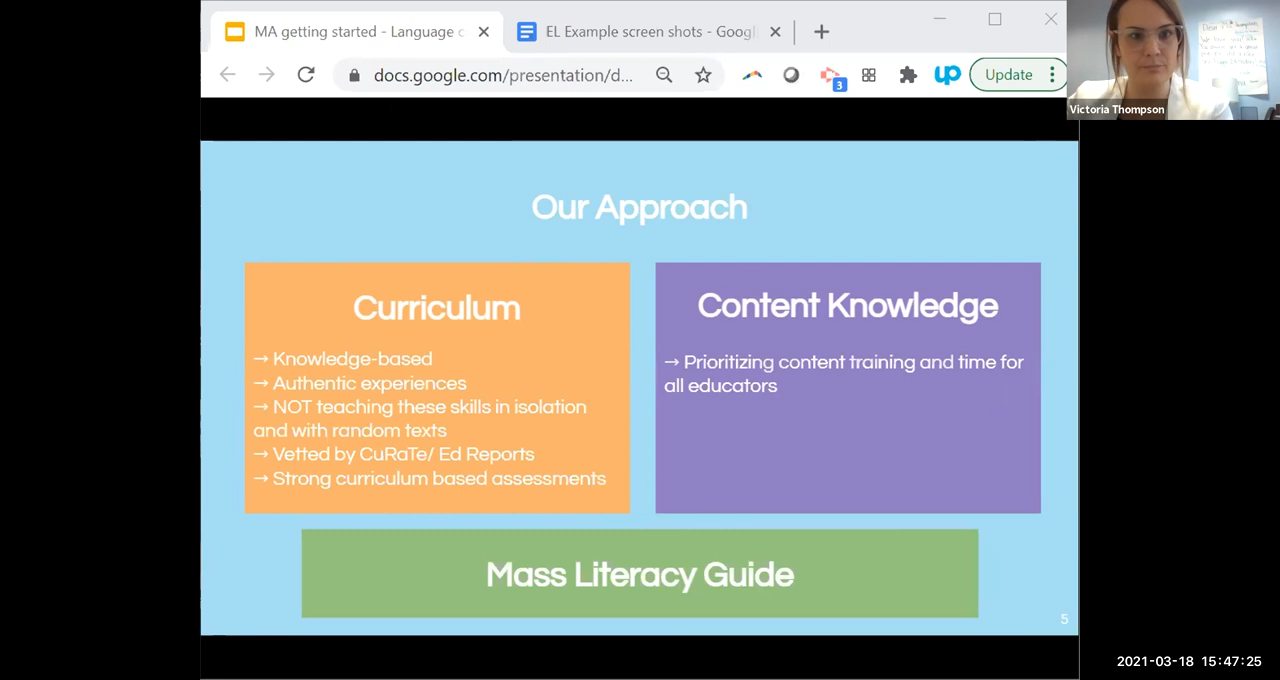 MA getting started - Language c
EL Example screen shots - Googl
docs.google.com/presentation/d...
3
up
Update
Victoria Thompson
Our Approach
Curriculum
→ Knowledge-based
→ Authentic experiences
→ NOT teaching these skills in isolation
and with random texts
→ Vetted by CuRaTe/ Ed Reports
→ Strong curriculum based assessments
Content Knowledge
→ Prioritizing content training and time for
all educators
Mass Literacy Guide
5
2021-03-18 15:47:25